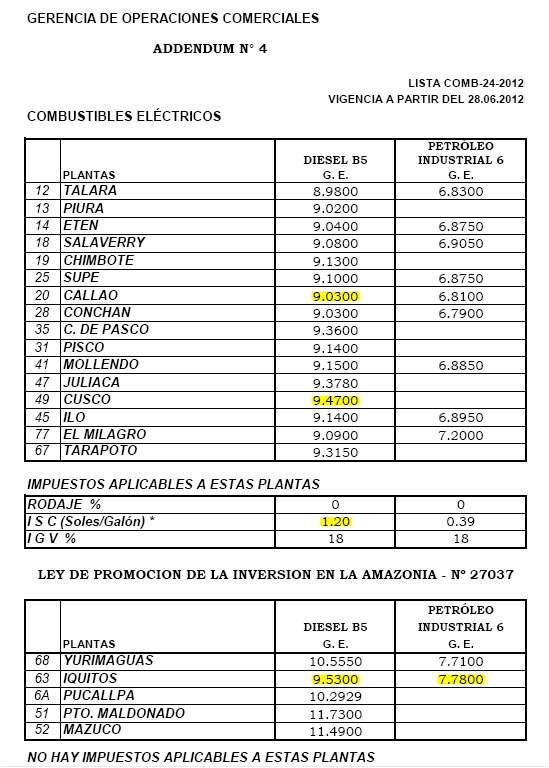 GERENCIA DE OPERACIONES COMERCIALES
ADDENDUM N° 4
LISTA COMB-24-2012
VIGENCIA A PARTIR DEL 28.06.2012
COMBUSTIBLES ELÉCTRICOS
PETRÓLEO
DIESEL B5 INDUSTRIAL 6
PLANTAS G. E. G. E.
12 TALARA 8.9800 6.8300
13 PIURA 9.0200
14 ETEN 9.0400 6.8750
18 SALAVERRY 9.0800 6.9050
19 CHIMBOTE 9.1300
25 SUPE 9.1000 6.8750
20 CALLAO 9.0300 6.8100
28 CONCHAN 9.0300 6.7900
35 C. DE PASCO 9.3600
31 PISCO 9.1400
41 MOLLENDO 9.1500 6.8850
47 JULIACA 9.3780
49 CUSCO 9.4700
45 ILO 9.1400 6.8950
77 EL MILAGRO 9.0900 7.2000
67 TARAPOTO 9.3150
IMPUESTOS APLICABLES A ESTAS PLANTAS
RODAJE % 0 0
I S C (Soles/Galón) * 1.20 0.39
I G V % 18 18
LEY DE PROMOCION DE LA INVERSION EN LA AMAZONIA - Nº 27037
PETRÓLEO
DIESEL B5 INDUSTRIAL 6
PLANTAS G. E. G. E.
68 YURIMAGUAS 10.5550 7.7100
63 IQUITOS 9.5300 7.7800
6A PUCALLPA 10.2929
51 PTO. MALDONADO 11.7300
52 MAZUCO 11.4900
NO HAY IMPUESTOS APLICABLES A ESTAS PLANTAS